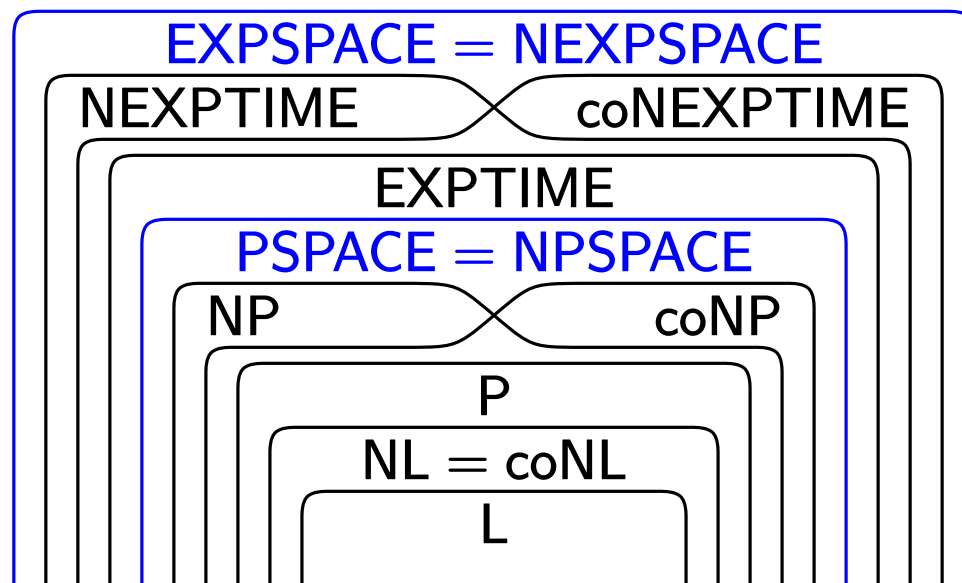 EXPSPACE = NEXPSPACE
NEXPTIME coNEXPTIME
EXPTIME
PSPACE = NPSPACE
NP coNP
P
NL = coNL
L